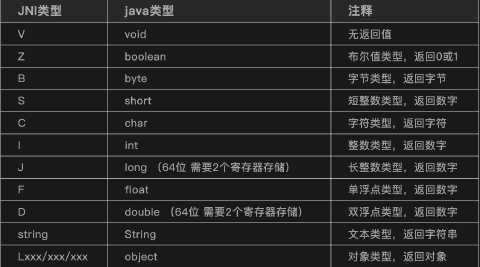 JNI类型 java类型 注释
V void 无返回值
Z boolean 布尔值类型，返回0或1
B byte 字节类型，返回字节
S short 短整数类型，返回数字
C char 字符类型，返回字符
I int 整数类型，返回数字
J long （64位 需要2个寄存器存储） 长整数类型，返回数字
F float 单浮点类型，返回数字
D double （64位 需要2个寄存器存储） 双浮点类型，返回数字
string String 文本类型，返回字符串
Lxxx/xxx/xxx object 对象类型，返回对象